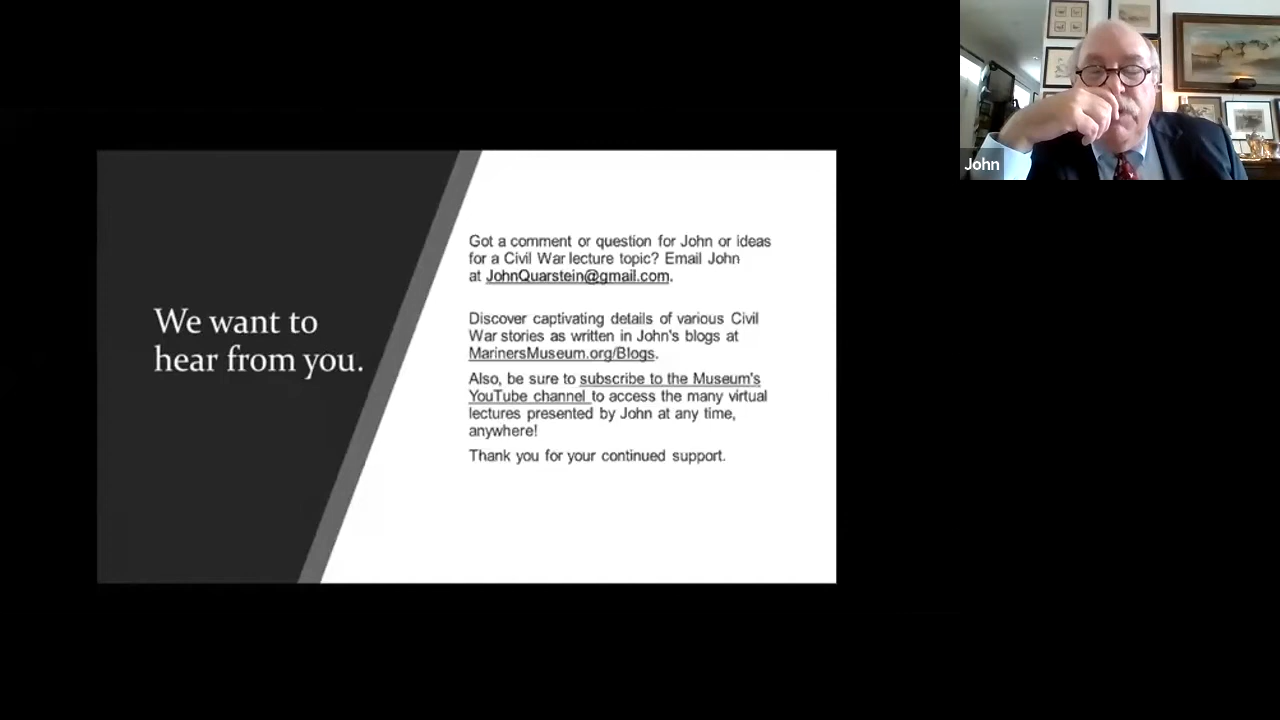 We want to
hear from you.
Got a comment or question for John or ideas
for a Civil War lecture topic? Email John
at JohnQuarstein@gmail.com.
Discover captivating details of various Civil
War stories as written in John's blogs at
MarinersMuseum.org/Blogs.
Also, be sure to subscribe to the Museum's
YouTube channel to access the many virtual
lectures presented by John at any time,
anywhere!
Thank you for your continued support.
John